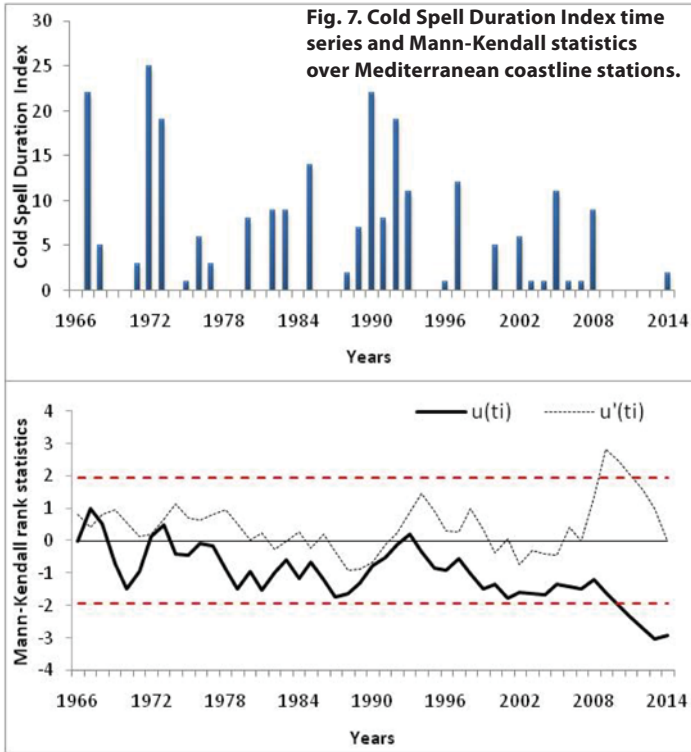 Fig. 7. Cold Spell Duration Index time
series and Mann-Kendall statistics
over Mediterranean coastline stations.
Cold Spell Duration Index
30
25
20
15
10
5
0
1966 1972 1978 1984 1990 1996 2002 2008 2014
Years
Mann-Kendall rank statistics
u(ti) u'(ti)
4
3
2
1
0
-1
-2
-3
-4
1966 1972 1978 1984 1990 1996 2002 2008 2014
Years